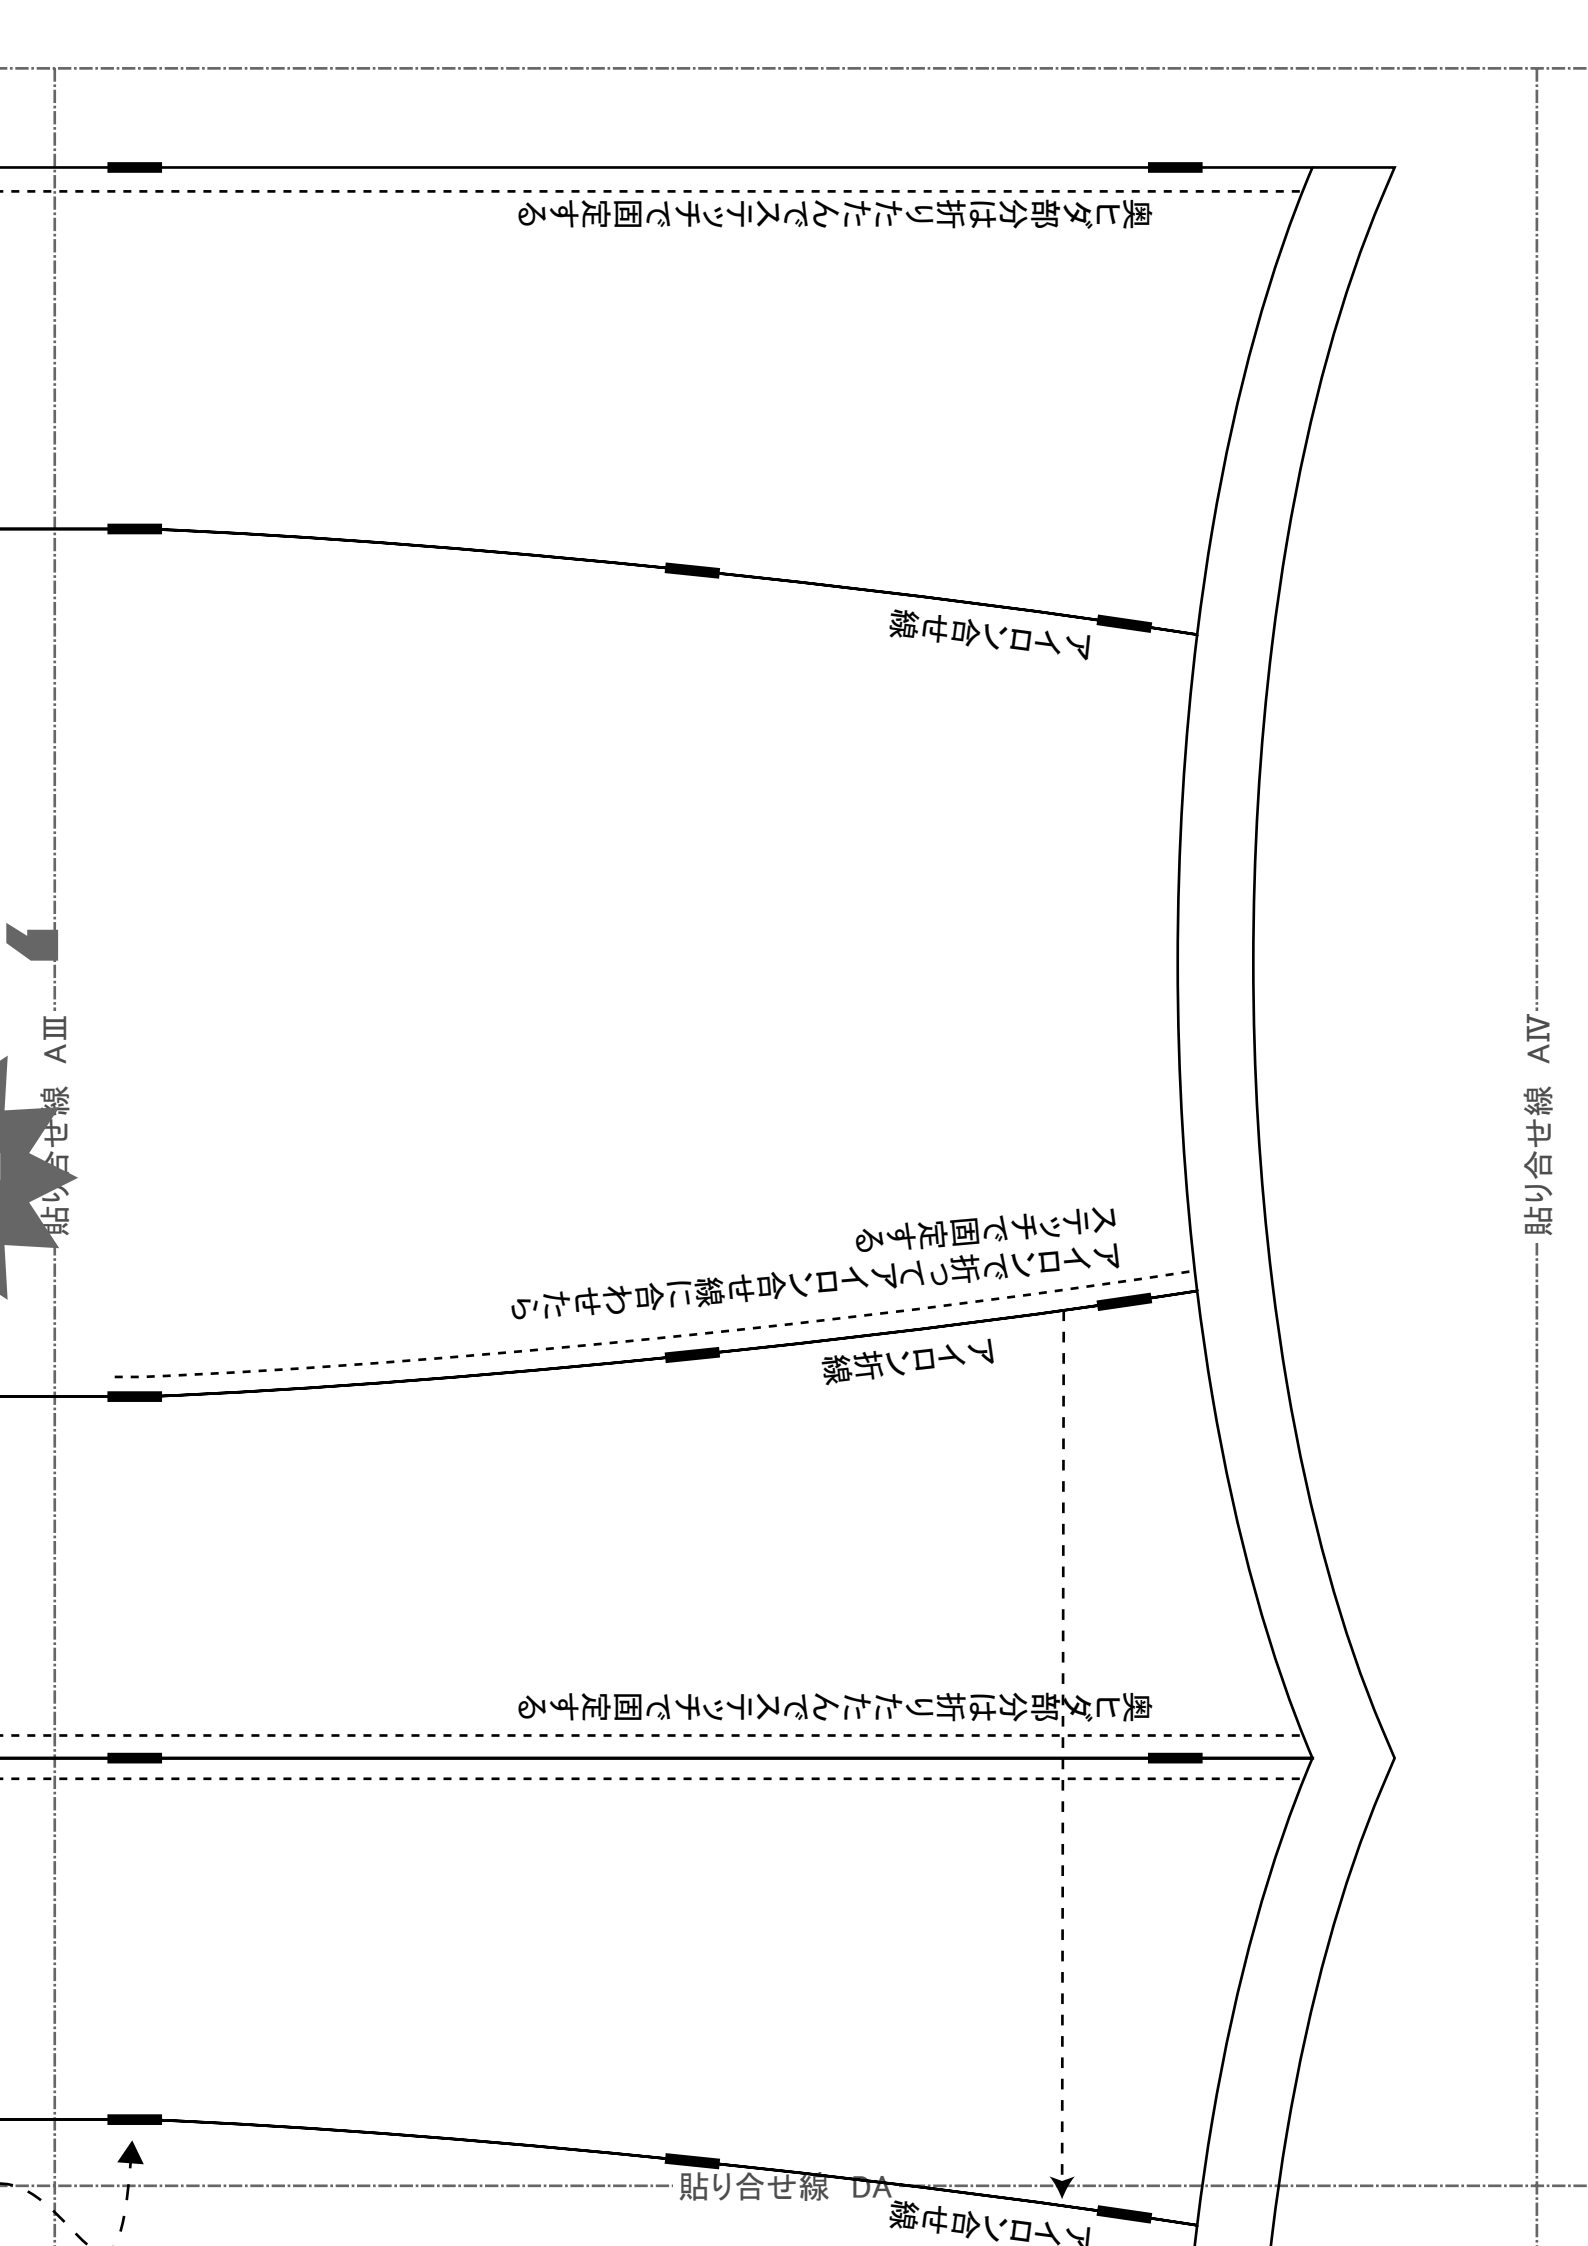 奥ヒダ部分は折りたたんでステッチで固定する
アイロン合せ線
貼り合せ線 AⅢ
貼り合せ線 AⅣ
アイロンで折ってアイロン合せ線に合わせたら
ステッチで固定する
アイロン折線
奥ヒダ部分は折りたたんでステッチで固定する
貼り合せ線 DA
アイロン合せ線